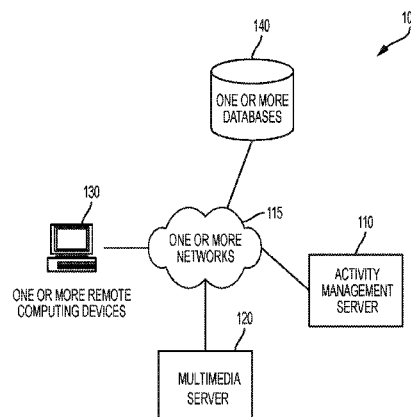 140
ONE OR MORE
DATABASES
130
115
ONE OR MORE
NETWORKS
110
ONE OR MORE REMOTE
COMPUTING DEVICES
ACTIVITY
MANAGEMENT
SERVER
120
MULTIMEDIA
SERVER